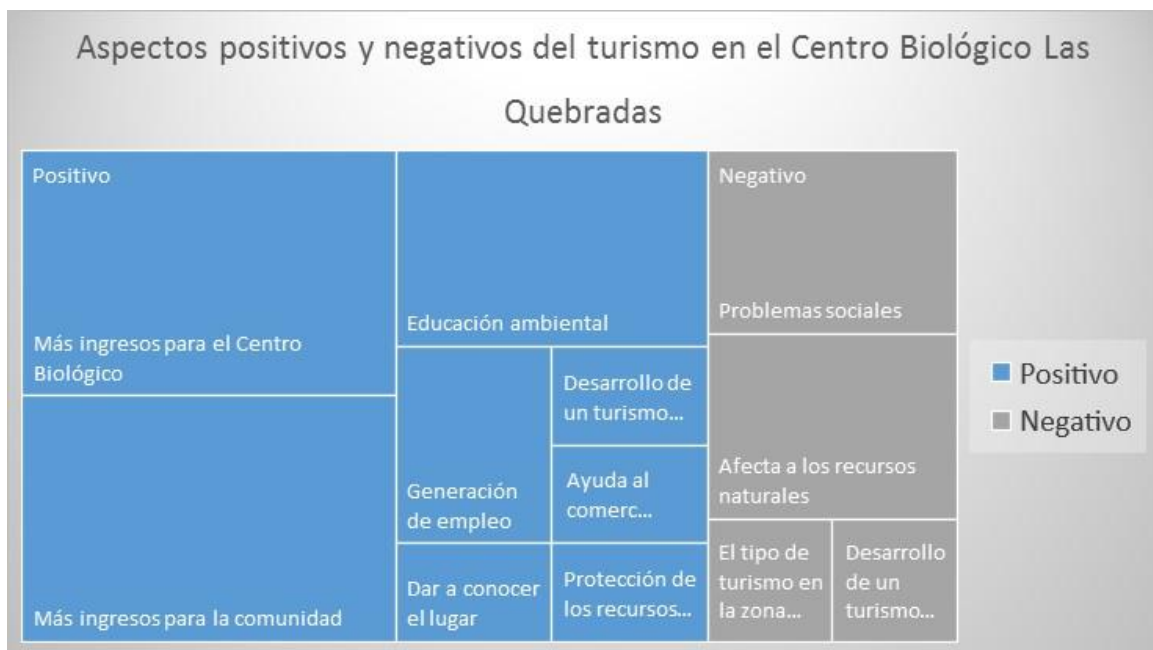 Aspectos positivos y negativos del turismo en el Centro Biológico Las
Quebradas
Positivo
Más ingresos para el Centro
Biológico
Más ingresos para la comunidad
Educación ambiental
Generación
de empleo
Dar a conocer
el lugar
Desarrollo de
un turismo...
Ayuda al
comerc...
Protección de
los recursos...
Negativo
Problemas sociales
Afecta a los recursos
naturales
El tipo de
turismo en
la zona...
Desarrollo
de un
turismo...
Positivo
Negativo